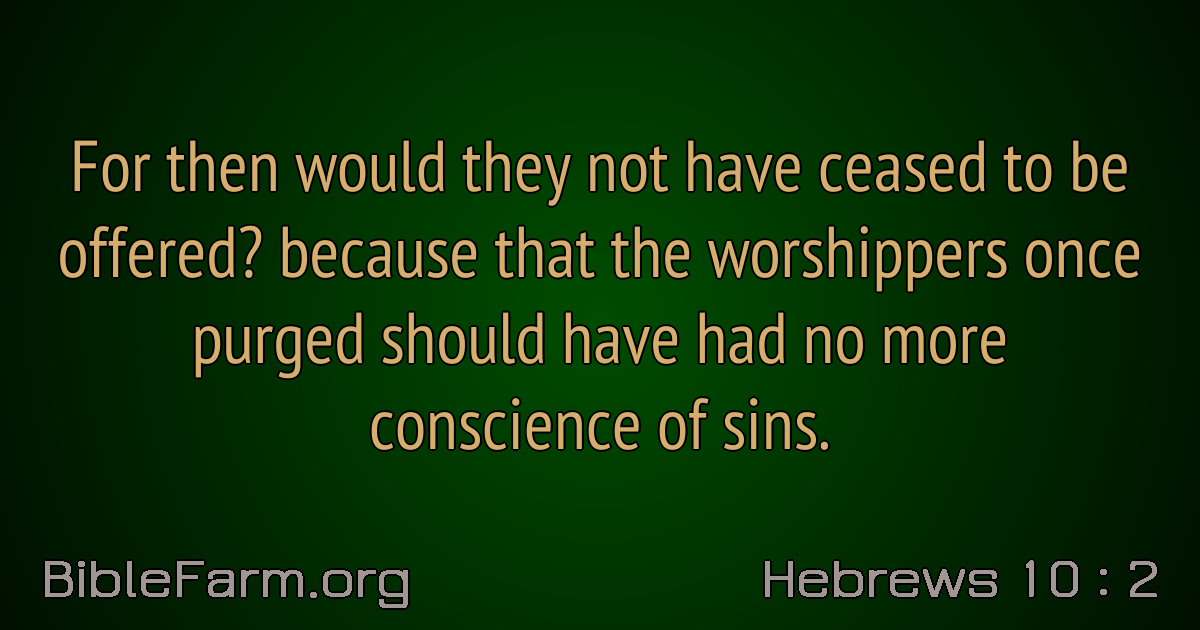 For then would they not have ceased to be
offered? because that the worshippers once
purged should have had no more
conscience of sins.
BibleFarm.org
Hebrews 10 : 2